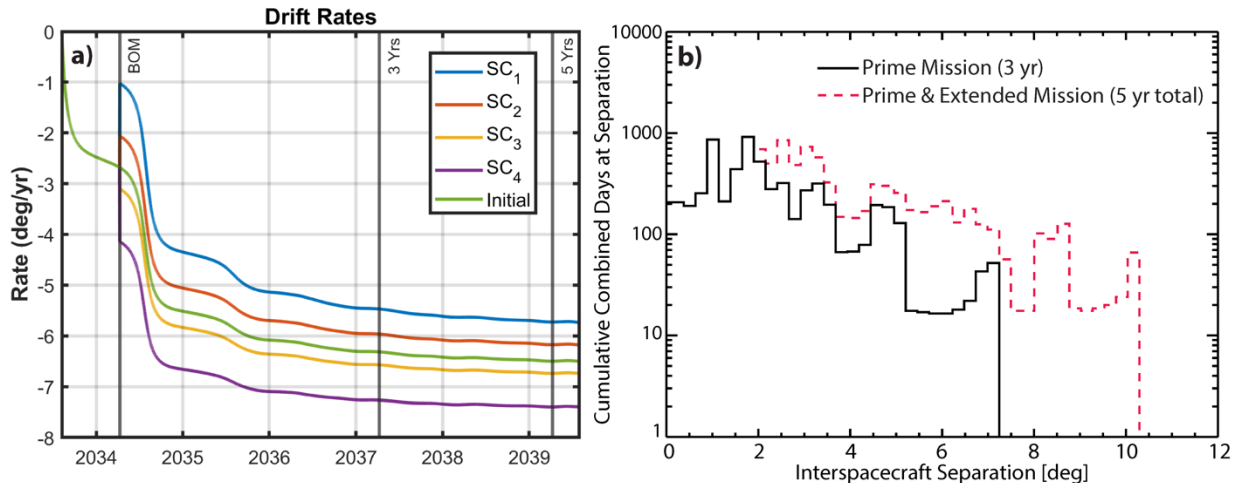 Drift Rates
a)
BOM
3 Yrs
5 Yrs
SC1
SC2
SC3
SC4
Initial
Rate (deg/yr)
0
-1
-2
-3
-4
-5
-6
-7
-8
2034
2035
2036
2037
2038
2039
b)
Prime Mission (3 yr)
Prime & Extended Mission (5 yr total)
Cumulative Combined Days at Separation
10000
1000
100
10
1
0
2
4
6
8
10
12
Interspacecraft Separation [deg]